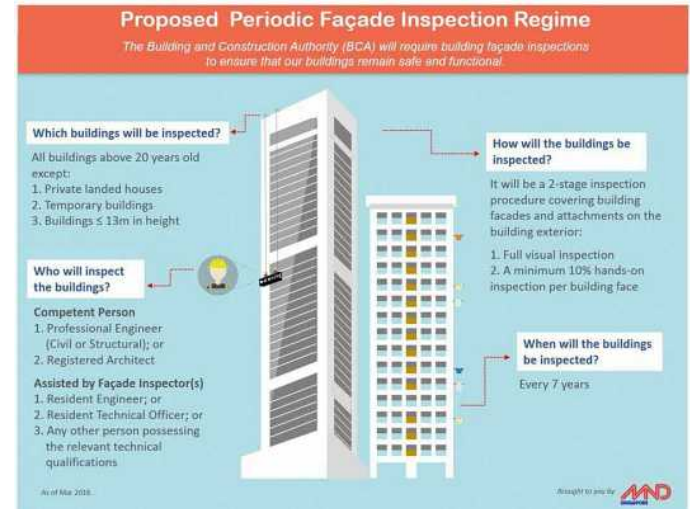 Proposed Periodic Façade Inspection Regime
The Building and Construction Authority (BCA) will require building façade inspections
to ensure that our buildings remain safe and functional.
Which buildings will be inspected?
All buildings above 20 years old
except:
1. Private landed houses
2. Temporary buildings
3. Buildings ≤ 13m in height
Who will inspect
the buildings?
Competent Person
1. Professional Engineer
(Civil or Structural); or
2. Registered Architect
Assisted by Façade Inspector(s)
1. Resident Engineer; or
2. Resident Technical Officer; or
3. Any other person possessing
the relevant technical
qualifications
How will the buildings be
inspected?
It will be a 2-stage inspection
procedure covering building
facades and attachments on the
building exterior:
1. Full visual inspection
2. A minimum 10% hands-on
inspection per building face
When will the buildings
be inspected?
Every 7 years
As of Mar 2018.
Brought to you by
MND
SINGAPORE